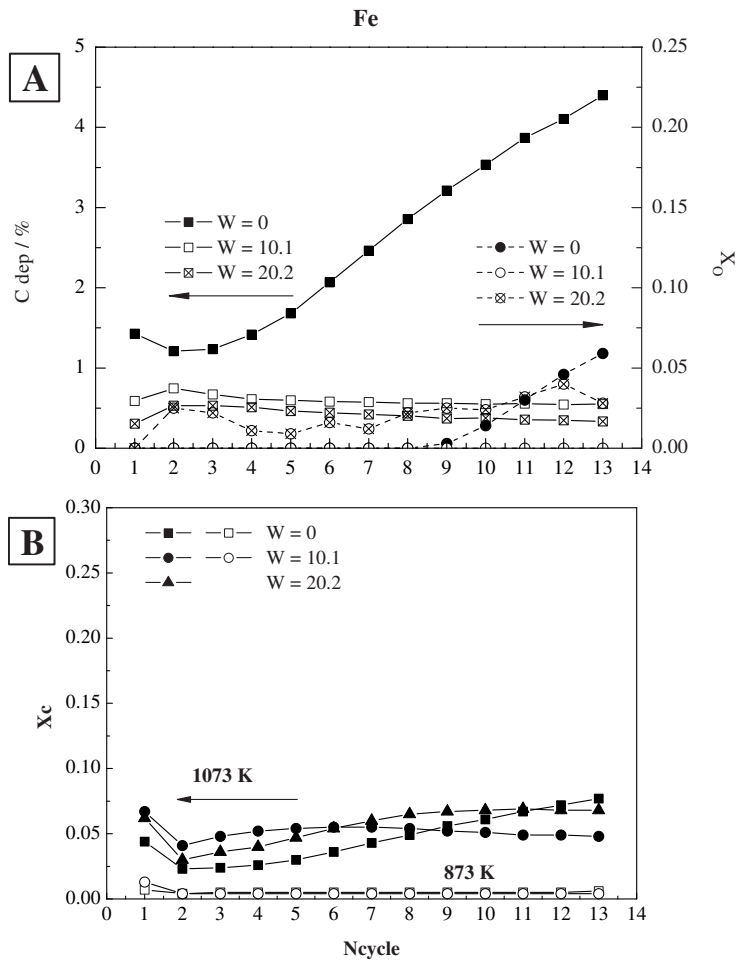 Fe
A
C dep / %
5
4
3
2
1
0
W = 0
W = 10.1
W = 20.2
W = 0
W = 10.1
W = 20.2
0.25
0.20
0.15
0.10
0.05
0.00
Xo
0 1 2 3 4 5 6 7 8 9 10 11 12 13 14
B
Xc
0.30
0.25
0.20
0.15
0.10
0.05
0.00
W = 0
W = 10.1
W = 20.2
1073 K
873 K
0 1 2 3 4 5 6 7 8 9 10 11 12 13 14
Ncycle